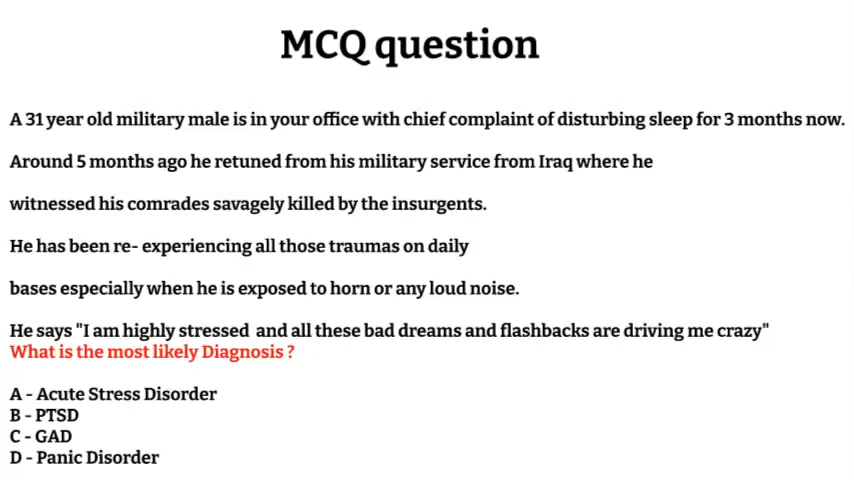 MCQ question
A 31 year old military male is in your office with chief complaint of disturbing sleep for 3 months now.
Around 5 months ago he retuned from his military service from Iraq where he
witnessed his comrades savagely killed by the insurgents.
He has been re- experiencing all those traumas on daily
bases especially when he is exposed to horn or any loud noise.
He says "I am highly stressed and all these bad dreams and flashbacks are driving me crazy"
What is the most likely Diagnosis ?
A - Acute Stress Disorder
B - PTSD
C - GAD
D - Panic Disorder